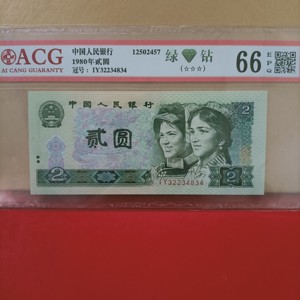 ACG
AI CANG GUARANTY
中国人民银行
1980年贰圆
冠号：IY32234834
12502457
绿 钻
(☆☆☆)
66 EPQ
中国人民银行
贰圆
2
2
IY32234834